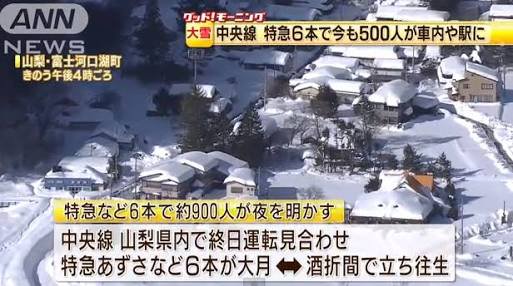 ANN
NEWS
グッド!モーニング
大雪 中央線 特急6本で今も500人が車内や駅に
山梨・富士河口湖町
きのう午後4時ごろ
特急など6本で約900人が夜を明かす
中央線 山梨県内で終日運転見合わせ
特急あずさなど6本が大月⇔酒折間で立ち往生